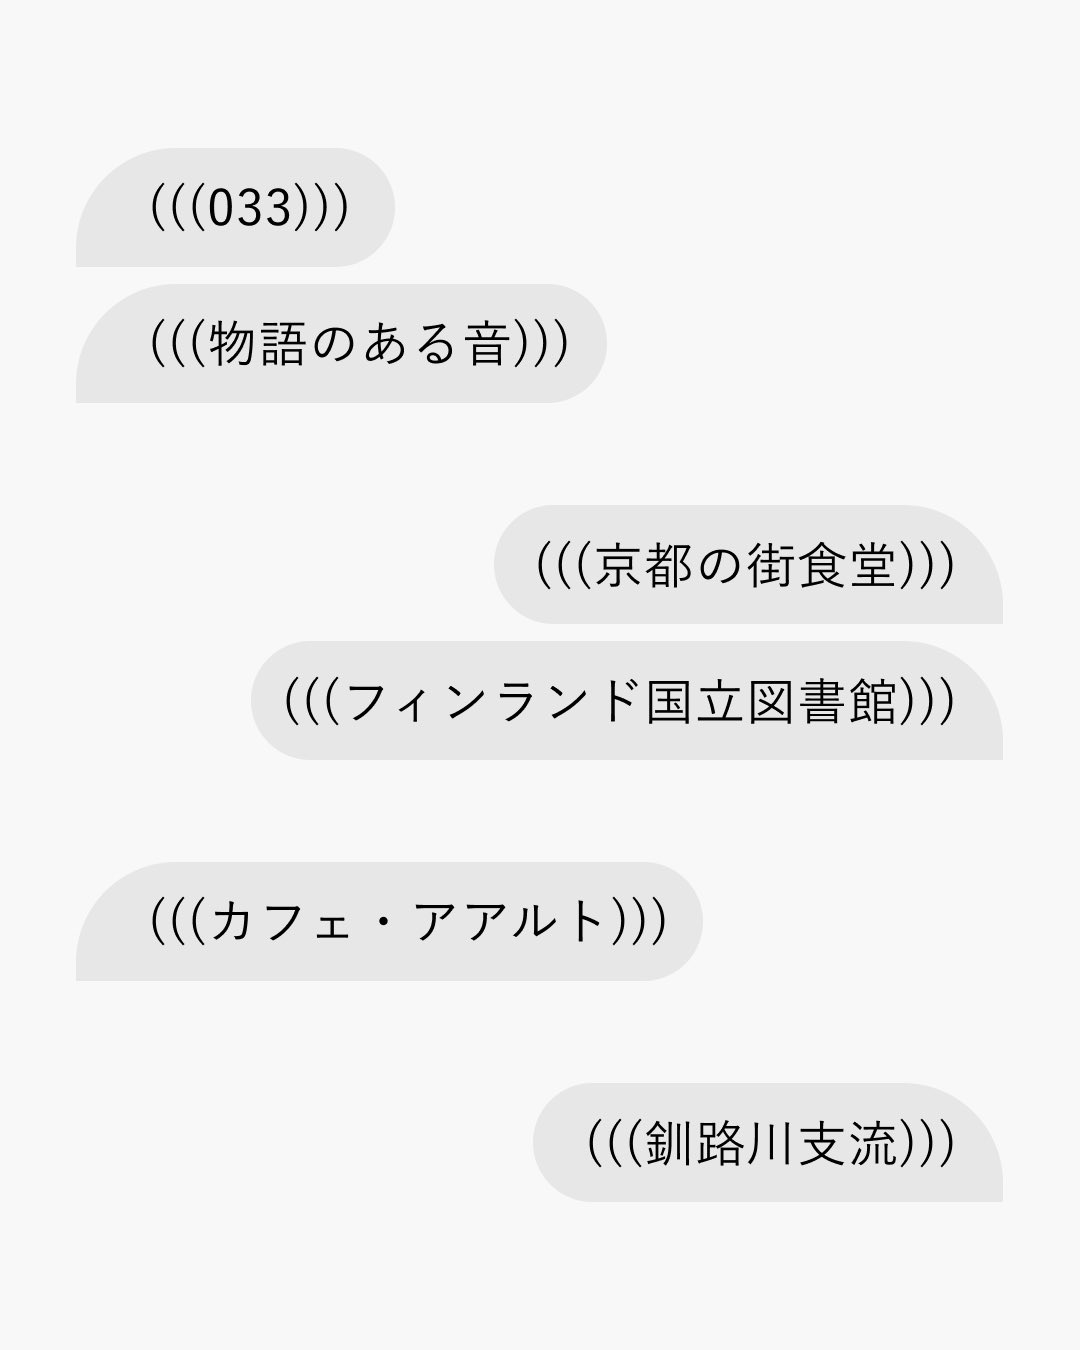 (((033)))
(((物語のある音)))
(((京都の街食堂)))
(((フィンランド国立図書館)))
(((カフェ・アアルト)))
(((釧路川支流)))